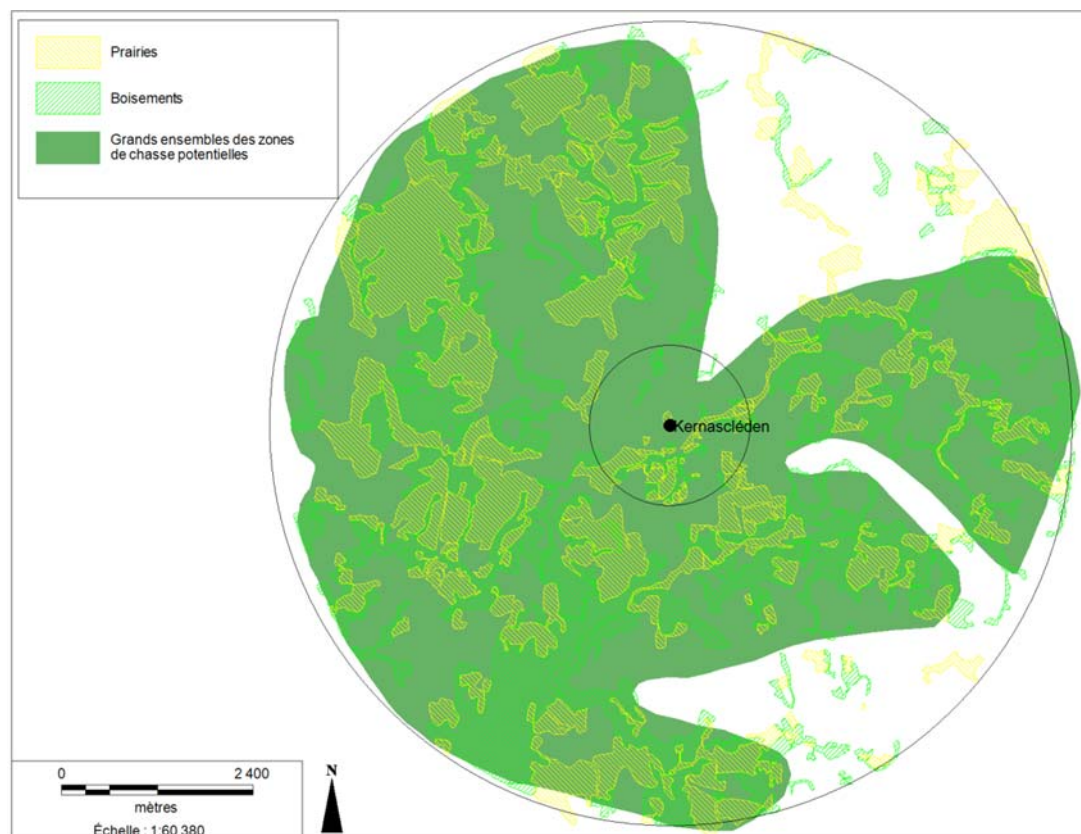 Prairies
Boisements
Grands ensembles des zones
de chasse potentielles
Kernascléden
0 2 400
mètres
Échelle : 1:60 380
N